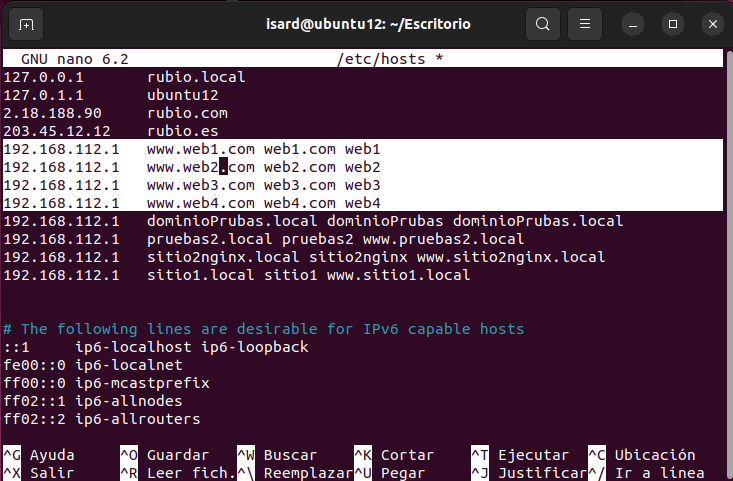 isard@ubuntu12: ~/Escritorio
GNU nano 6.2 /etc/hosts *
127.0.0.1 rubio.local
127.0.1.1 ubuntu12
2.18.188.90 rubio.com
203.45.12.12 rubio.es
192.168.112.1 www.web1.com web1.com web1
192.168.112.1 www.web2.com web2.com web2
192.168.112.1 www.web3.com web3.com web3
192.168.112.1 www.web4.com web4.com web4
192.168.112.1 dominioPrubas.local dominioPrubas dominioPrubas.local
192.168.112.1 pruebas2.local pruebas2 www.pruebas2.local
192.168.112.1 sitio2nginx.local sitio2nginx www.sitio2nginx.local
192.168.112.1 sitio1.local sitio1 www.sitio1.local
# The following lines are desirable for IPv6 capable hosts
::1 ip6-localhost ip6-loopback
fe00::0 ip6-localnet
ff00::0 ip6-mcastprefix
ff02::1 ip6-allnodes
ff02::2 ip6-allrouters
^G Ayuda ^O Guardar ^W Buscar ^K Cortar ^T Ejecutar ^C Ubicación
^X Salir ^R Leer fich. ^\ Reemplazar ^U Pegar ^J Justificar ^/ Ir a línea